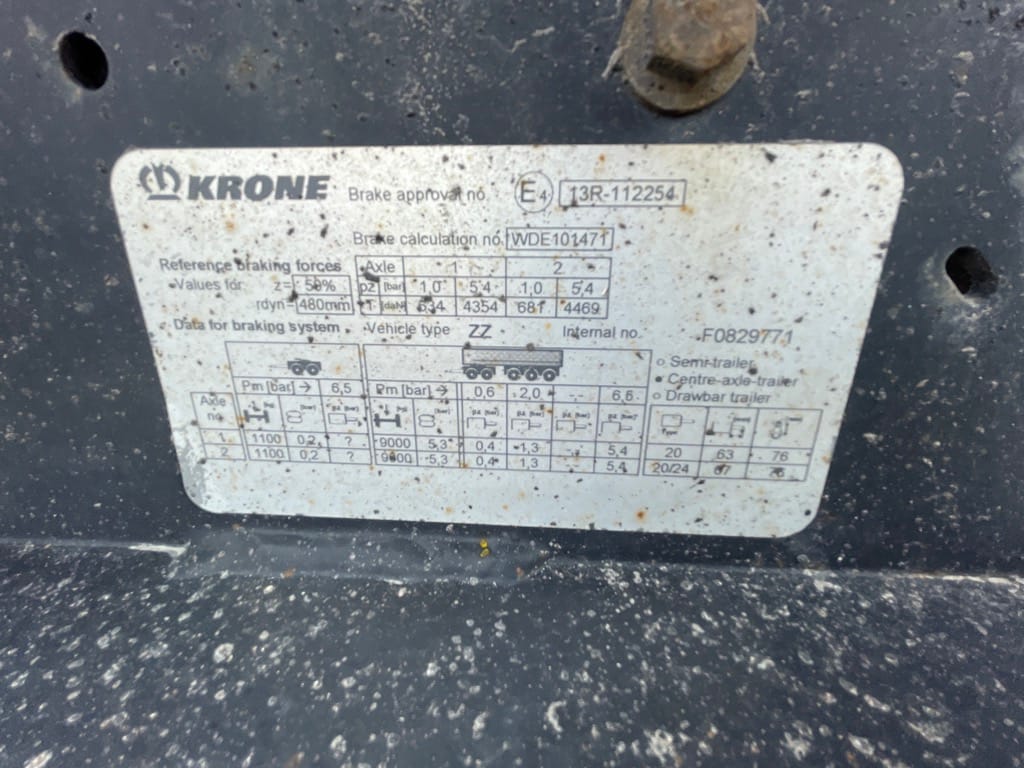 KRONE Brake approval no. E4 13R-112254
Brake calculation no. WDE101471
Reference braking forces Axle 1 2
Values for z= 50% pz [bar] 1,0 5,4 1,0 5,4
rdyn= 480mm T [daN] 634 4354 681 4469
Data for braking system Vehicle type ZZ Internal no. F0829771
Semi-trailer
Centre-axle-trailer
Drawbar trailer
Pm [bar] → 6,5 Pm [bar] → 0,6 2,0 -,- 6,5
Axle
no.
1 1100 0,2 ? 9000 5,3 0,4 1,3 -,- 5,4 20 63 76
2 1100 0,2 ? 9000 5,3 0,4 1,3 5,4 20/24 67 76